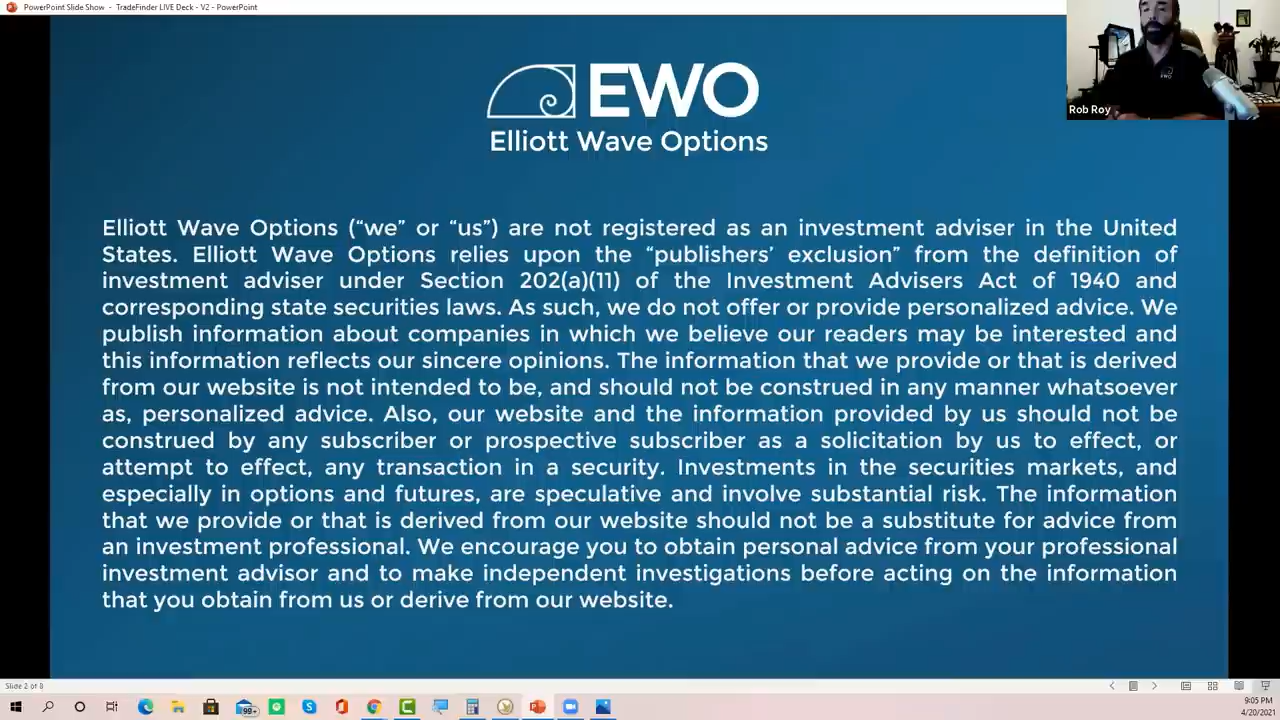 PowerPoint Slide Show - TradeFinder LIVE Deck - V2 - PowerPoint
EWO
Elliott Wave Options
EWO
Rob Roy
Elliott Wave Options (“we” or “us”) are not registered as an investment adviser in the United
States. Elliott Wave Options relies upon the “publishers’ exclusion” from the definition of
investment adviser under Section 202(a)(11) of the Investment Advisers Act of 1940 and
corresponding state securities laws. As such, we do not offer or provide personalized advice. We
publish information about companies in which we believe our readers may be interested and
this information reflects our sincere opinions. The information that we provide or that is derived
from our website is not intended to be, and should not be construed in any manner whatsoever
as, personalized advice. Also, our website and the information provided by us should not be
construed by any subscriber or prospective subscriber as a solicitation by us to effect, or
attempt to effect, any transaction in a security. Investments in the securities markets, and
especially in options and futures, are speculative and involve substantial risk. The information
that we provide or that is derived from our website should not be a substitute for advice from
an investment professional. We encourage you to obtain personal advice from your professional
investment advisor and to make independent investigations before acting on the information
that you obtain from us or derive from our website.
Slide 2 of 8
99+
9:05 PM
4/20/2021